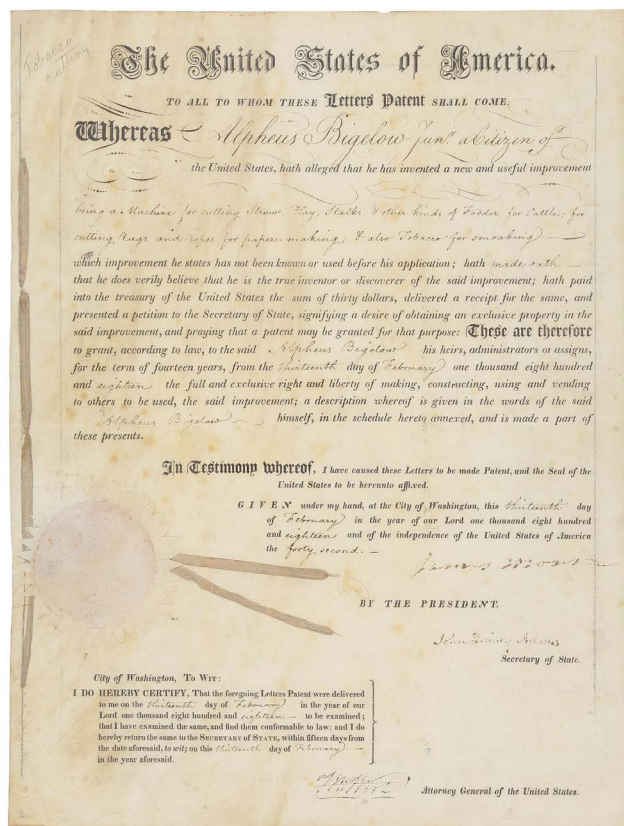 Tobacco
cutting
The United States of America.
TO ALL TO WHOM THESE Letters Patent SHALL COME:
Whereas Alpheus Bigelow Junr. a Citizen of
the United States, hath alleged that he has invented a new and useful improvement
being a Machine for cutting Straw, Hay, Stalks, & other kinds of Fodder for Cattle; for
cutting rags and ropes for paper-making; & also Tobacco for smoaking
which improvement he states has not been known or used before his application; hath made oath
that he does verily believe that he is the true inventor or discoverer of the said improvement; hath paid
into the treasury of the United States the sum of thirty dollars, delivered a receipt for the same, and
presented a petition to the Secretary of State, signifying a desire of obtaining an exclusive property in the
said improvement, and praying that a patent may be granted for that purpose: These are therefore
to grant, according to law, to the said Alpheus Bigelow his heirs, administrators or assigns,
for the term of fourteen years, from the thirteenth day of February one thousand eight hundred
and eighteen the full and exclusive right and liberty of making, constructing, using and vending
to others to be used, the said improvement; a description whereof is given in the words of the said
Alpheus Bigelow himself, in the schedule hereto annexed, and is made a part of
these presents.
In Testimony whereof, I have caused these Letters to be made Patent, and the Seal of the
United States to be hereunto affixed.
GIVEN under my hand, at the City of Washington, this thirteenth day
of February in the year of our Lord one thousand eight hundred
and eighteen and of the independence of the United States of America
the forty second.
James Monroe
BY THE PRESIDENT.
John Quincy Adams
Secretary of State.
City of Washington, To Wit:
I DO HEREBY CERTIFY, That the foregoing Letters Patent were delivered
to me on the thirteenth day of February in the year of our
Lord one thousand eight hundred and eighteen to be examined;
that I have examined the same, and find them conformable to law: and I do
hereby return the same to the Secretary of State, within fifteen days from
the date aforesaid, to wit; on this thirteenth day of February
in the year aforesaid.
Attorney General of the United States.